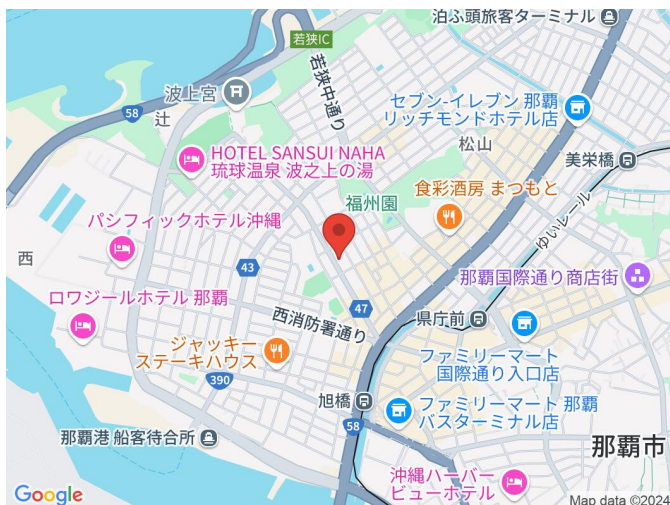 泊ふ頭旅客ターミナル
若狭IC
若狭中通り
波上宮
58
辻
セブン-イレブン 那覇
リッチモンドホテル店
松山
美栄橋
HOTEL SANSUI NAHA
琉球温泉 波之上の湯
食彩酒房 まつもと
福州園
ゆいレール
パシフィックホテル沖縄
西
43
那覇国際通り商店街
ロワジールホテル 那覇
47
県庁前
西消防署通り
ジャッキー
ステーキハウス
ファミリーマート
国際通り入口店
390
旭橋
ファミリーマート 那覇
バスターミナル店
58
那覇港 船客待合所
那覇市
沖縄ハーバー
ビューホテル
Google
Map data ©2024